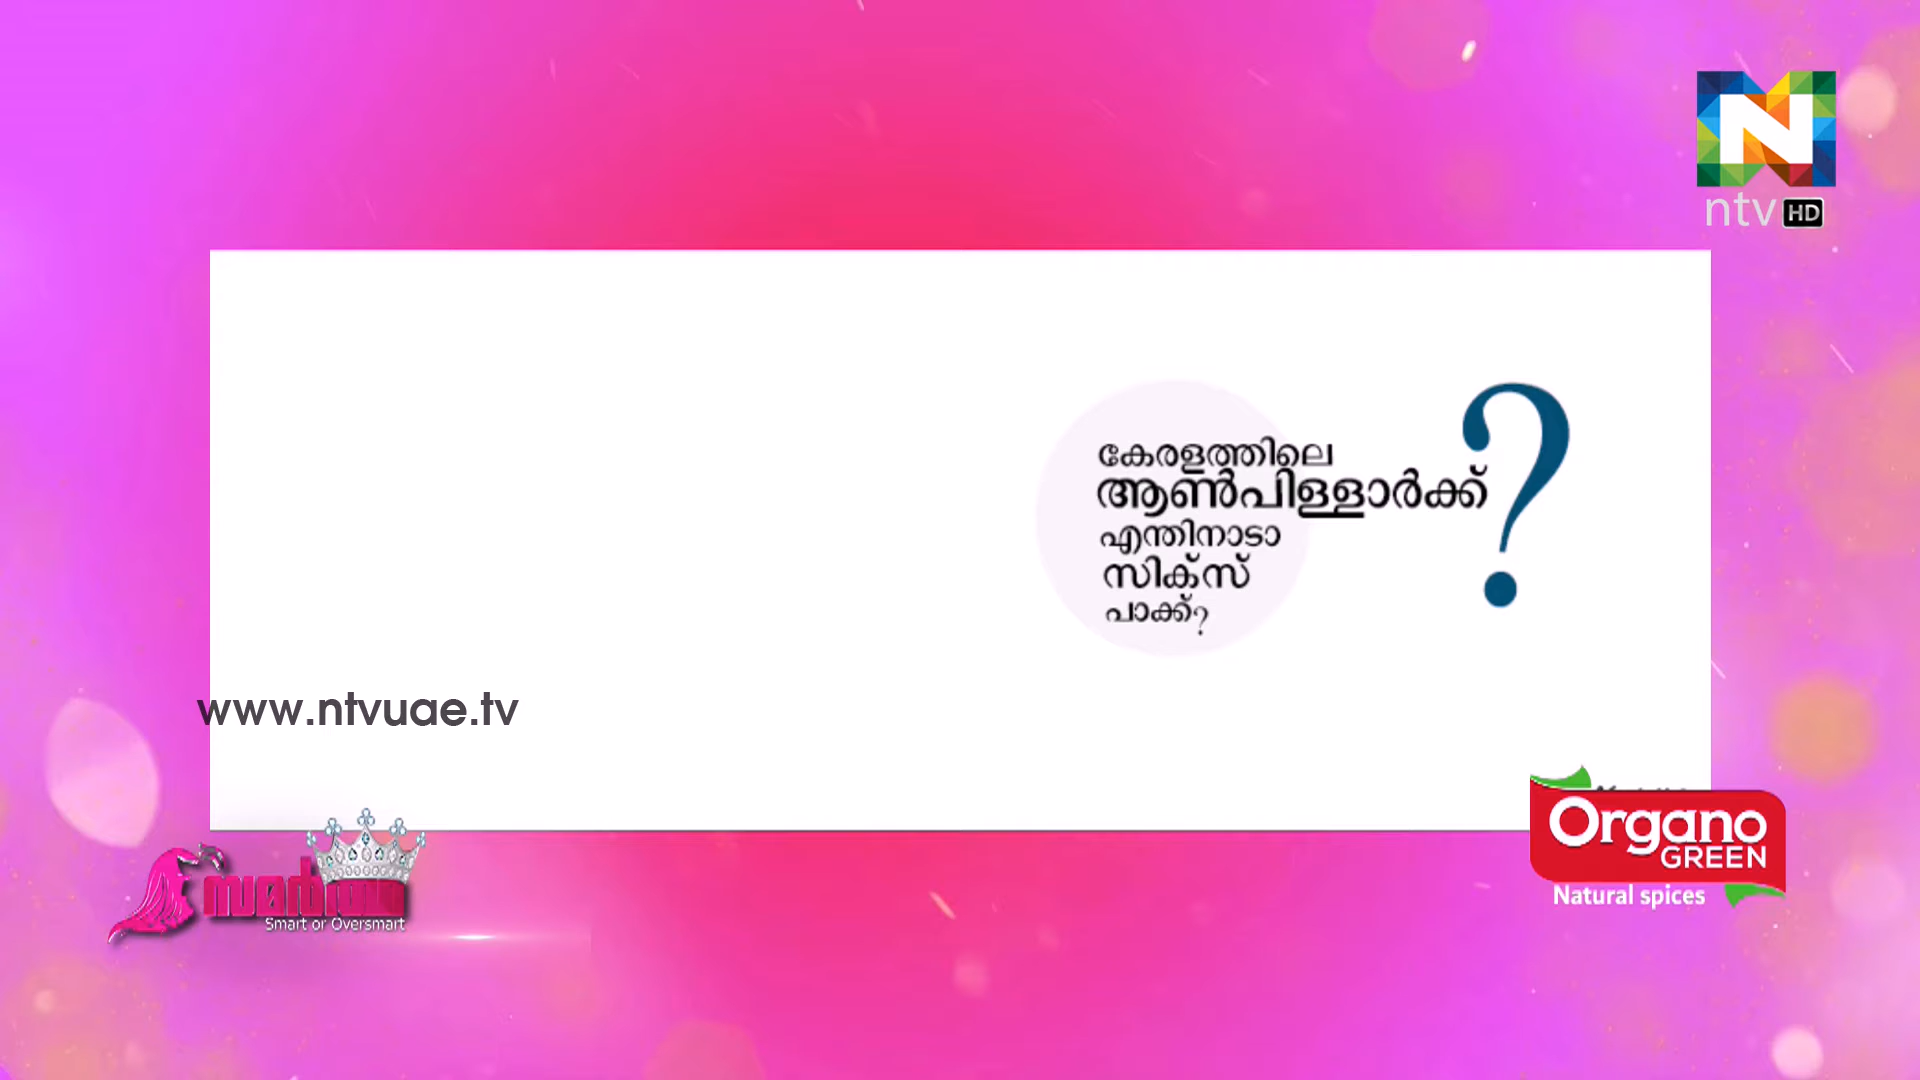 ntv HD
കേരളത്തിലെ
ആൺപിള്ളാർക്ക്
?
എന്തിനാടാ
സിക്സ്
പാക്ക്?
www.ntvuae.tv
Organo
GREEN
Natural spices
Smart or Oversmart